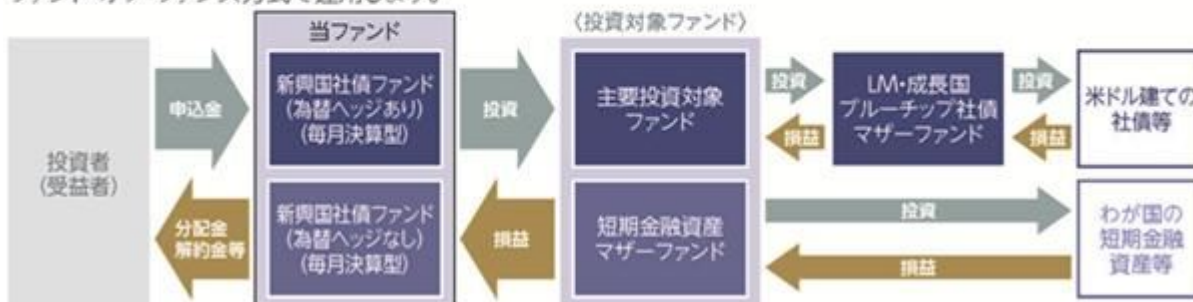 当ファンド
〈投資対象ファンド〉
投資者
(受益者)
申込金
分配金
解約金等
新興国社債ファンド
(為替ヘッジあり)
(毎月決算型)
新興国社債ファンド
(為替ヘッジなし)
(毎月決算型)
投資
損益
主要投資対象
ファンド
短期金融資産
マザーファンド
投資
損益
LM・成長国
ブルーチップ社債
マザーファンド
投資
損益
米ドル建ての
社債等
投資
損益
わが国の
短期金融
資産等